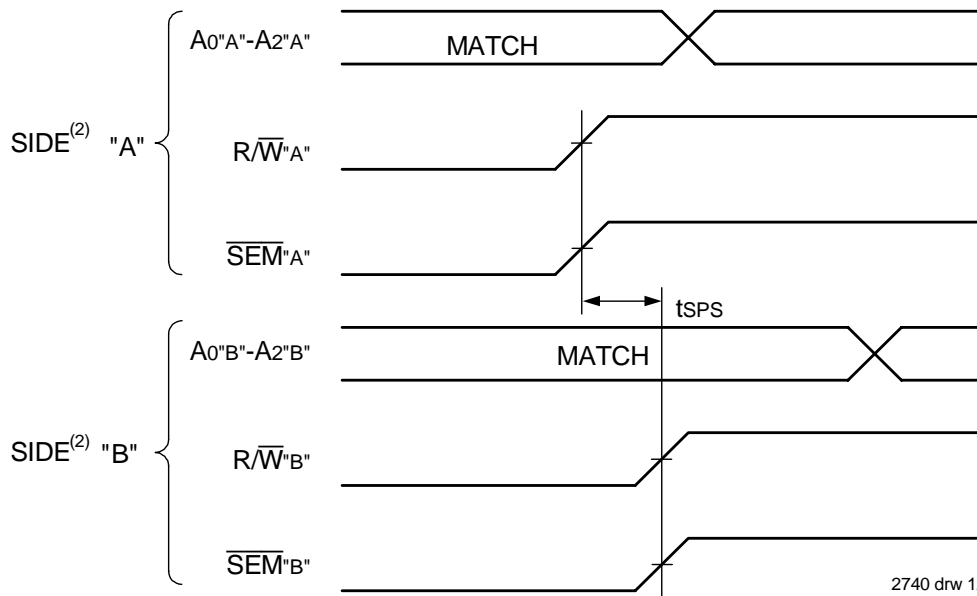 A0"A"-A2"A"
MATCH
SIDE(2) "A"
R/W"A"
SEM"A"
tSPS
A0"B"-A2"B"
MATCH
SIDE(2) "B"
R/W"B"
SEM"B"
2740 drw 1